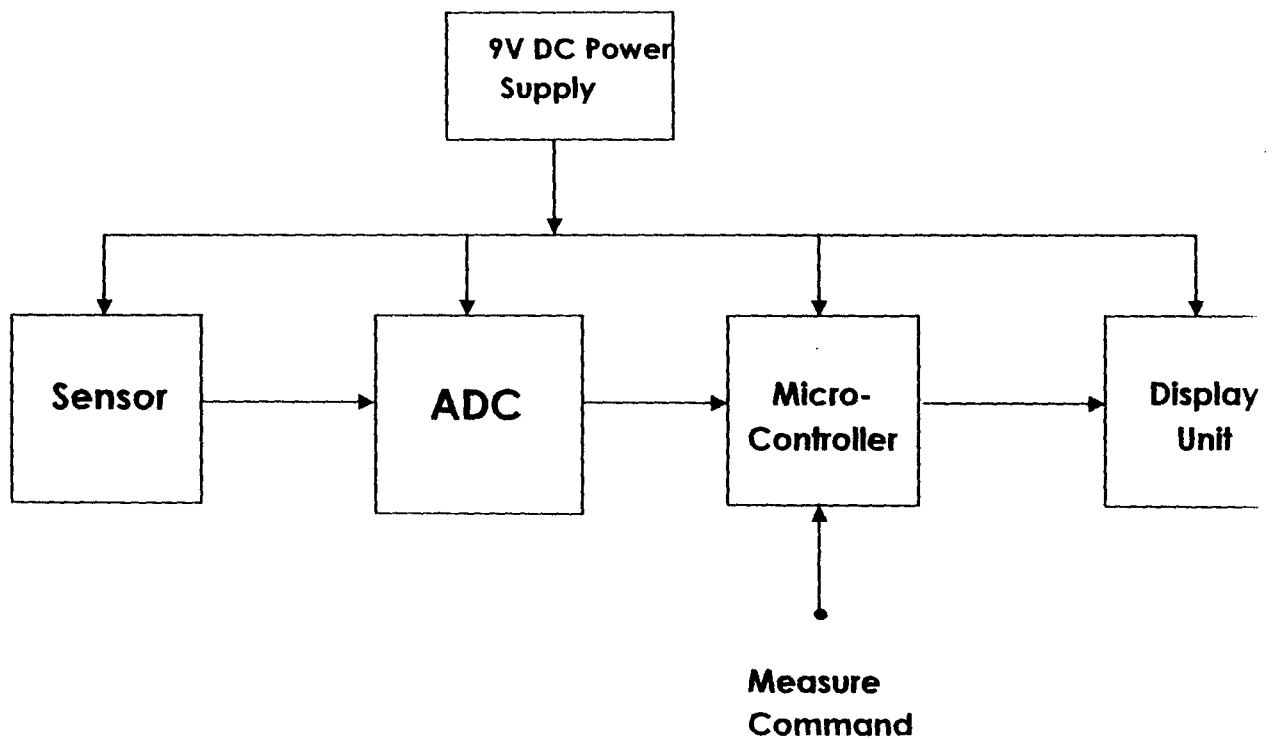 9V DC Power
Supply
Sensor
ADC
Micro-
Controller
Display
Unit
Measure
Command